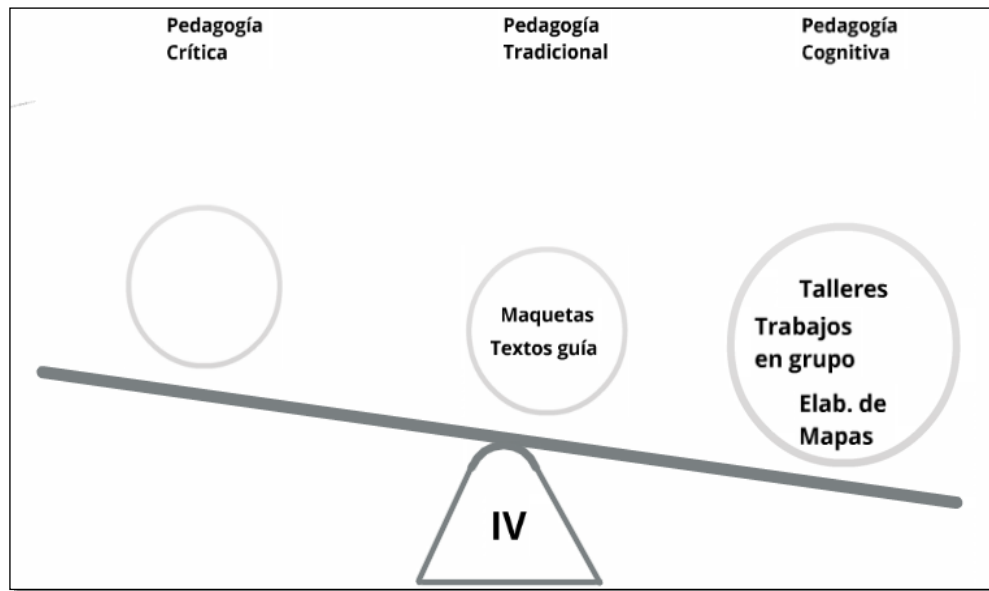 Pedagogía
Crítica
Pedagogía
Tradicional
Pedagogía
Cognitiva
Maquetas
Textos guía
Talleres
Trabajos
en grupo
Elab. de
Mapas
IV